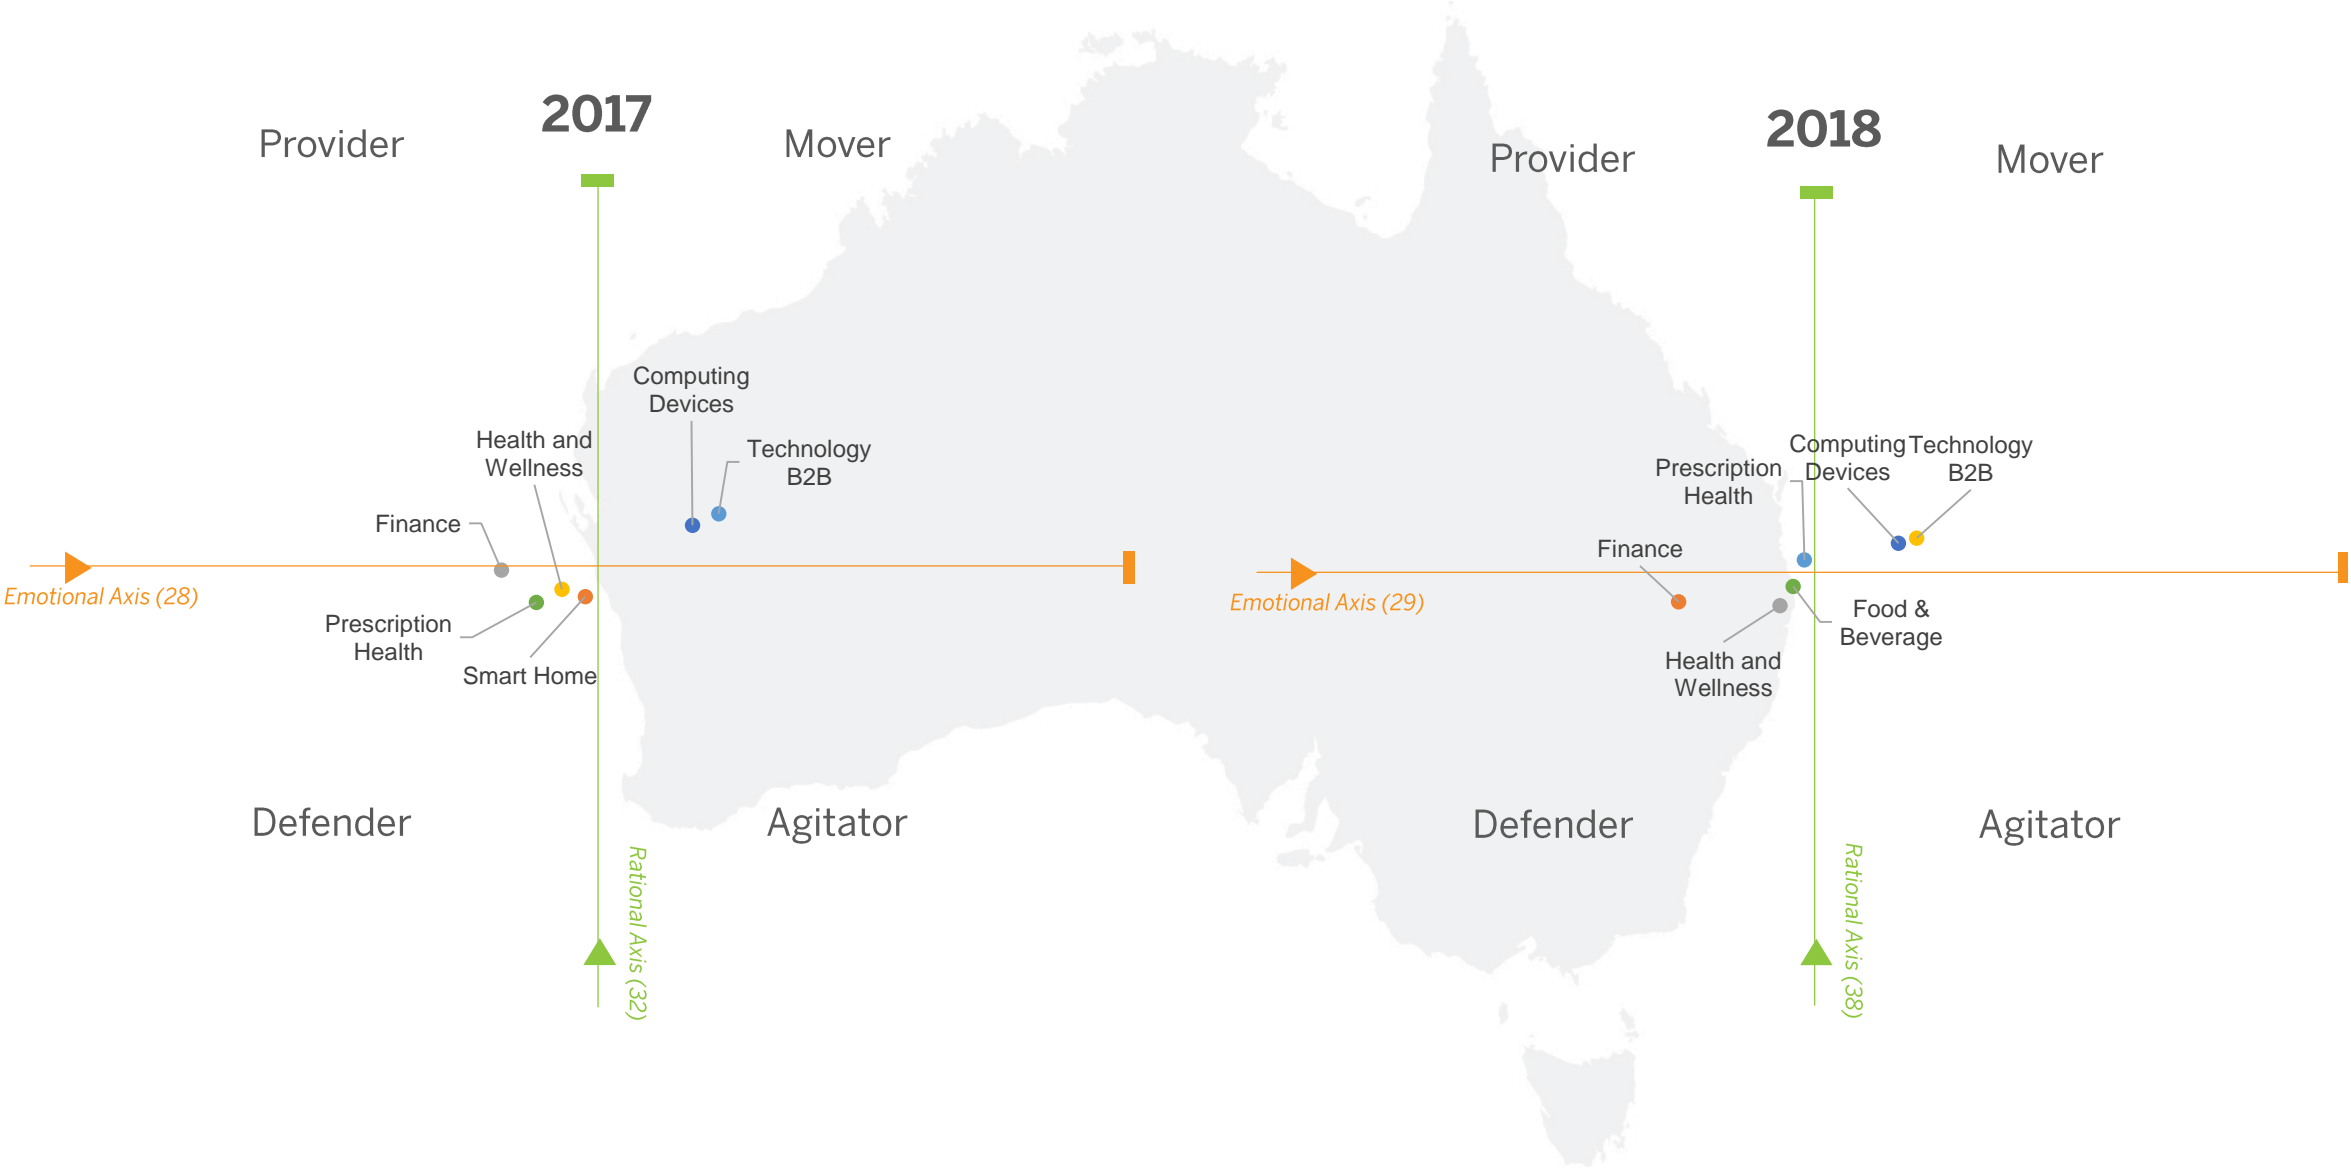 2017
Provider
Mover
Computing
Devices
Health and
Wellness
Technology
B2B
Finance
Emotional Axis (28)
Prescription
Health
Smart Home
Defender
Agitator
Rational Axis (32)
2018
Provider
Mover
Computing
Devices
Technology
B2B
Prescription
Health
Finance
Emotional Axis (29)
Food &
Beverage
Health and
Wellness
Defender
Agitator
Rational Axis (38)